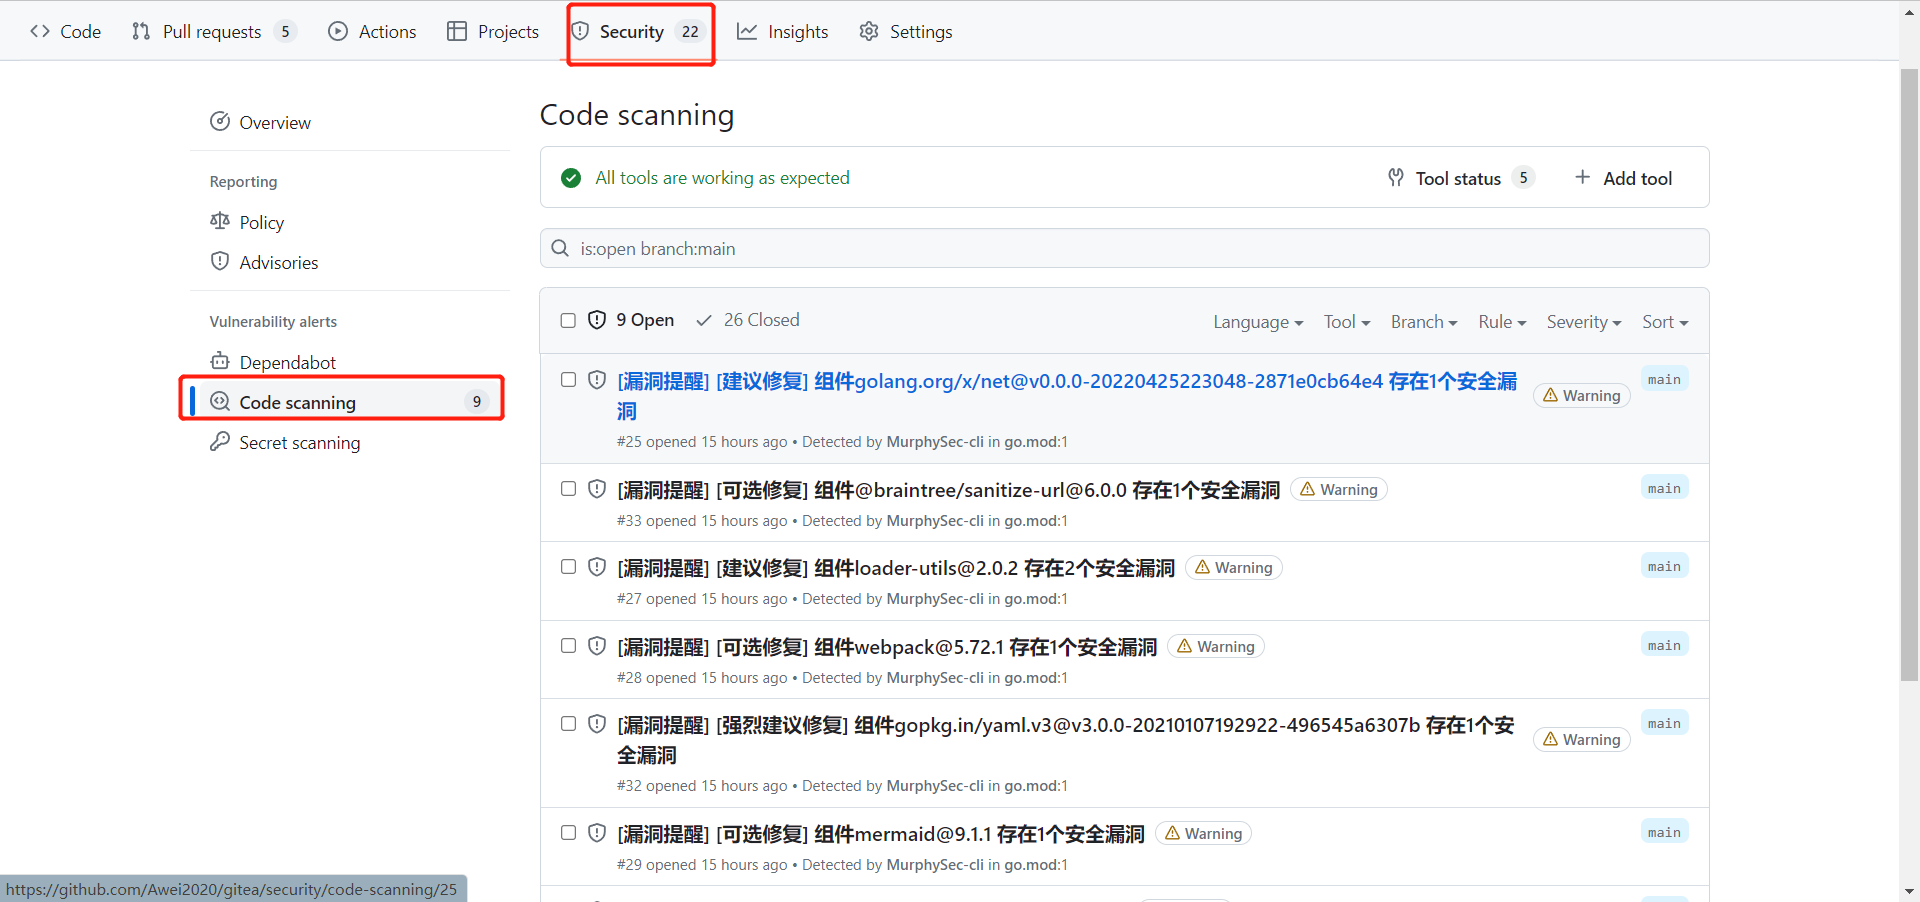 Code
Pull requests 5
Actions
Projects
Security 22
Insights
Settings
Overview
Reporting
Policy
Advisories
Vulnerability alerts
Dependabot
Code scanning 9
Secret scanning
Code scanning
All tools are working as expected
Tool status 5
Add tool
is:open branch:main
9 Open
26 Closed
Language
Tool
Branch
Rule
Severity
Sort
[漏洞提醒] [建议修复] 组件golang.org/x/net@v0.0.0-20220425223048-2871e0cb64e4 存在1个安全漏
洞
Warning
main
#25 opened 15 hours ago • Detected by MurphySec-cli in go.mod:1
[漏洞提醒] [可选修复] 组件@braintree/sanitize-url@6.0.0 存在1个安全漏洞
Warning
main
#33 opened 15 hours ago • Detected by MurphySec-cli in go.mod:1
[漏洞提醒] [建议修复] 组件loader-utils@2.0.2 存在2个安全漏洞
Warning
main
#27 opened 15 hours ago • Detected by MurphySec-cli in go.mod:1
[漏洞提醒] [可选修复] 组件webpack@5.72.1 存在1个安全漏洞
Warning
main
#28 opened 15 hours ago • Detected by MurphySec-cli in go.mod:1
[漏洞提醒] [强烈建议修复] 组件gopkg.in/yaml.v3@v3.0.0-20210107192922-496545a6307b 存在1个安
全漏洞
Warning
main
#32 opened 15 hours ago • Detected by MurphySec-cli in go.mod:1
[漏洞提醒] [可选修复] 组件mermaid@9.1.1 存在1个安全漏洞
Warning
main
#29 opened 15 hours ago • Detected by MurphySec-cli in go.mod:1
https://github.com/Awei2020/gitea/security/code-scanning/25